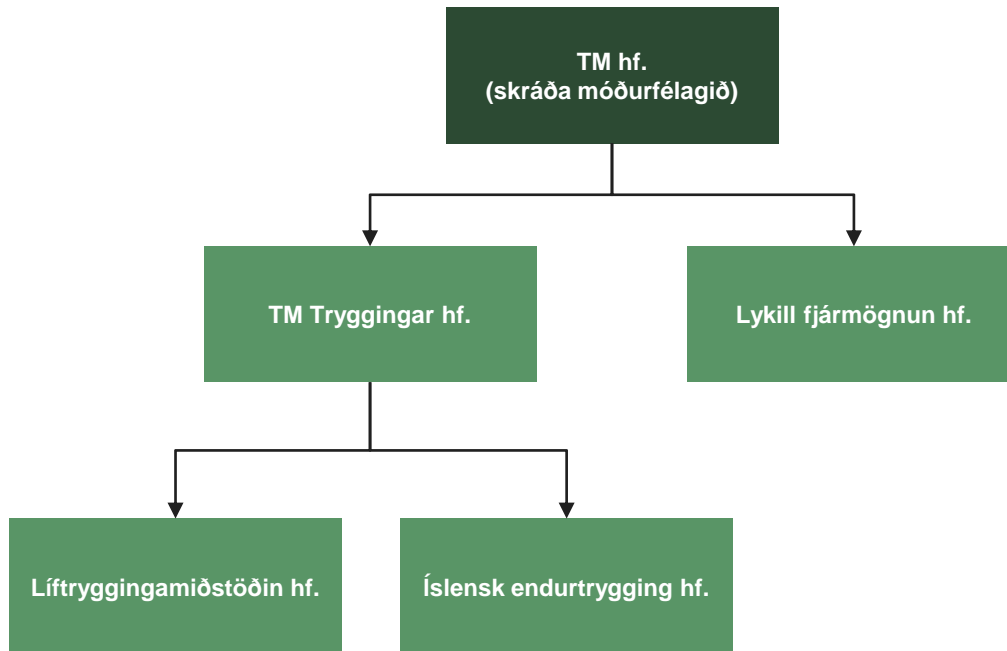 TM hf.
(skráða móðurfélagið)
TM Tryggingar hf.
Lykill fjármögnun hf.
Líftryggingamiðstöðin hf.
Íslensk endurtrygging hf.